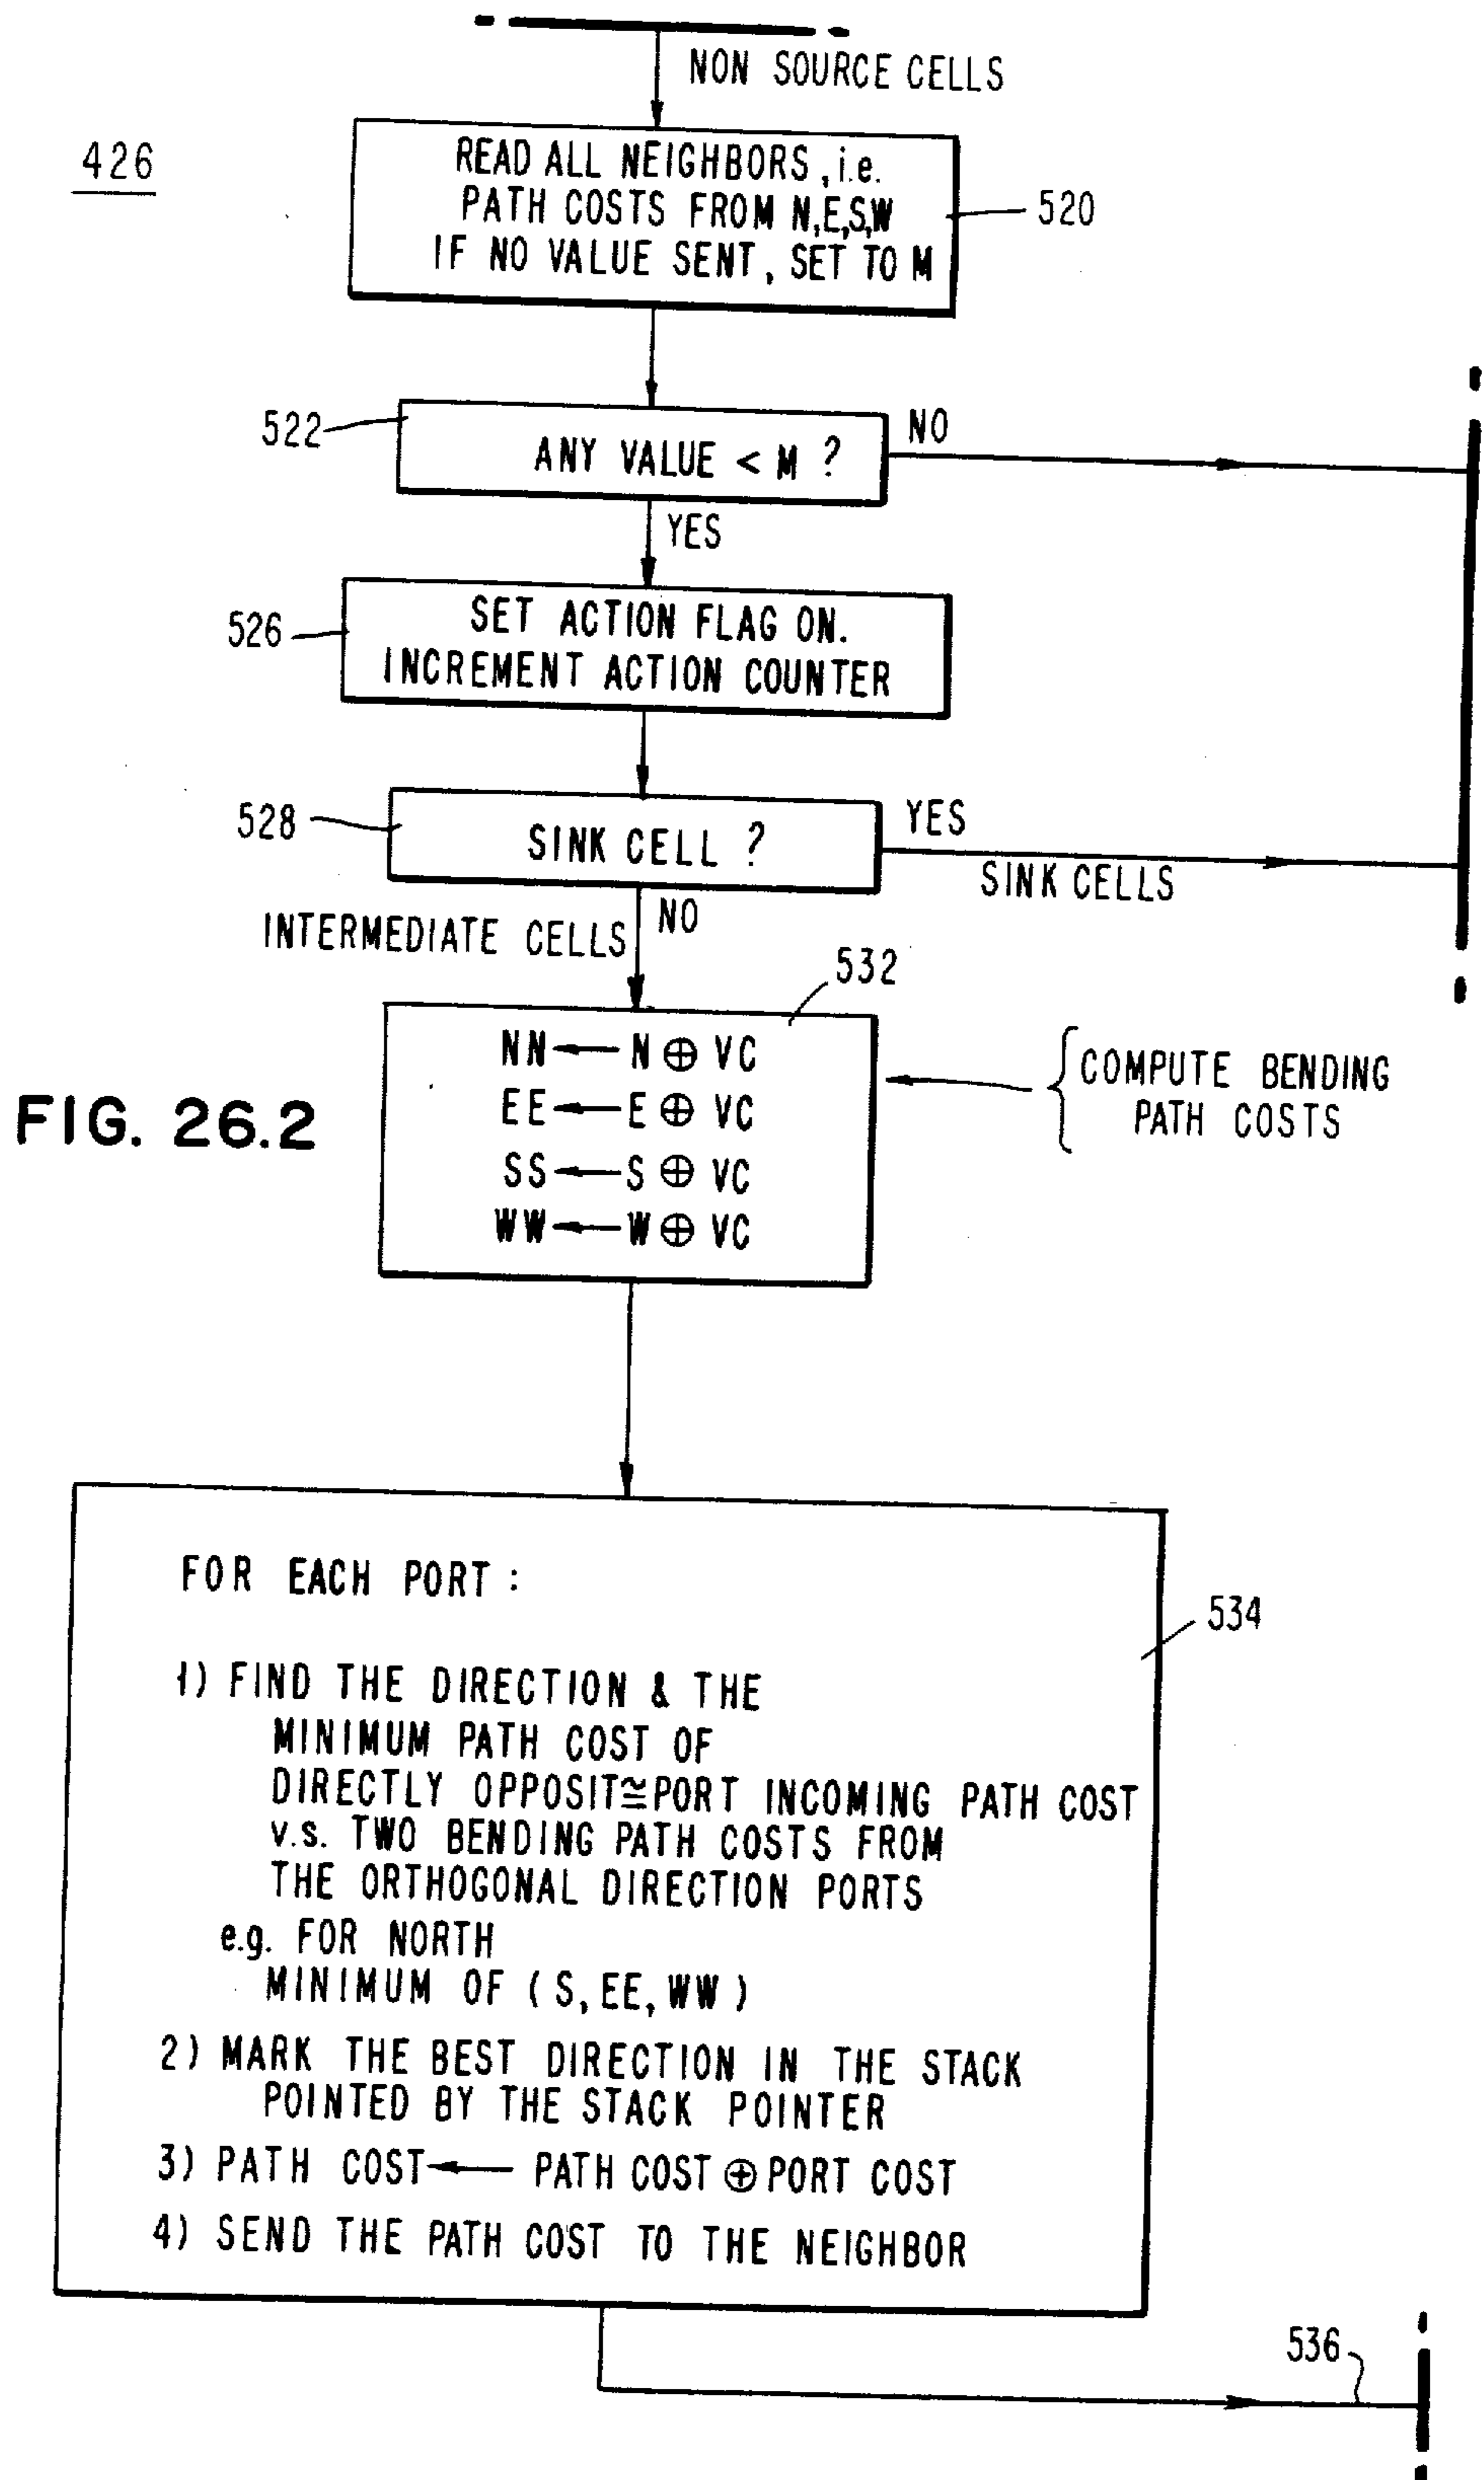 NON SOURCE CELLS
426
READ ALL NEIGHBORS, i.e.
PATH COSTS FROM N,E,S,W
IF NO VALUE SENT, SET TO M
520
522
ANY VALUE < M ?
NO
YES
526
SET ACTION FLAG ON.
INCREMENT ACTION COUNTER
528
SINK CELL ?
YES
SINK CELLS
INTERMEDIATE CELLS
NO
532
NN ← N ⊕ VC
EE ← E ⊕ VC
SS ← S ⊕ VC
WW ← W ⊕ VC
COMPUTE BENDING
PATH COSTS
FIG. 26.2
FOR EACH PORT :
534
1) FIND THE DIRECTION & THE
MINIMUM PATH COST OF
DIRECTLY OPPOSIT≅PORT INCOMING PATH COST
v.s. TWO BENDING PATH COSTS FROM
THE ORTHOGONAL DIRECTION PORTS
e.g. FOR NORTH
MINIMUM OF (S, EE, WW)
2) MARK THE BEST DIRECTION IN THE STACK
POINTED BY THE STACK POINTER
3) PATH COST ← PATH COST ⊕ PORT COST
4) SEND THE PATH COST TO THE NEIGHBOR
536